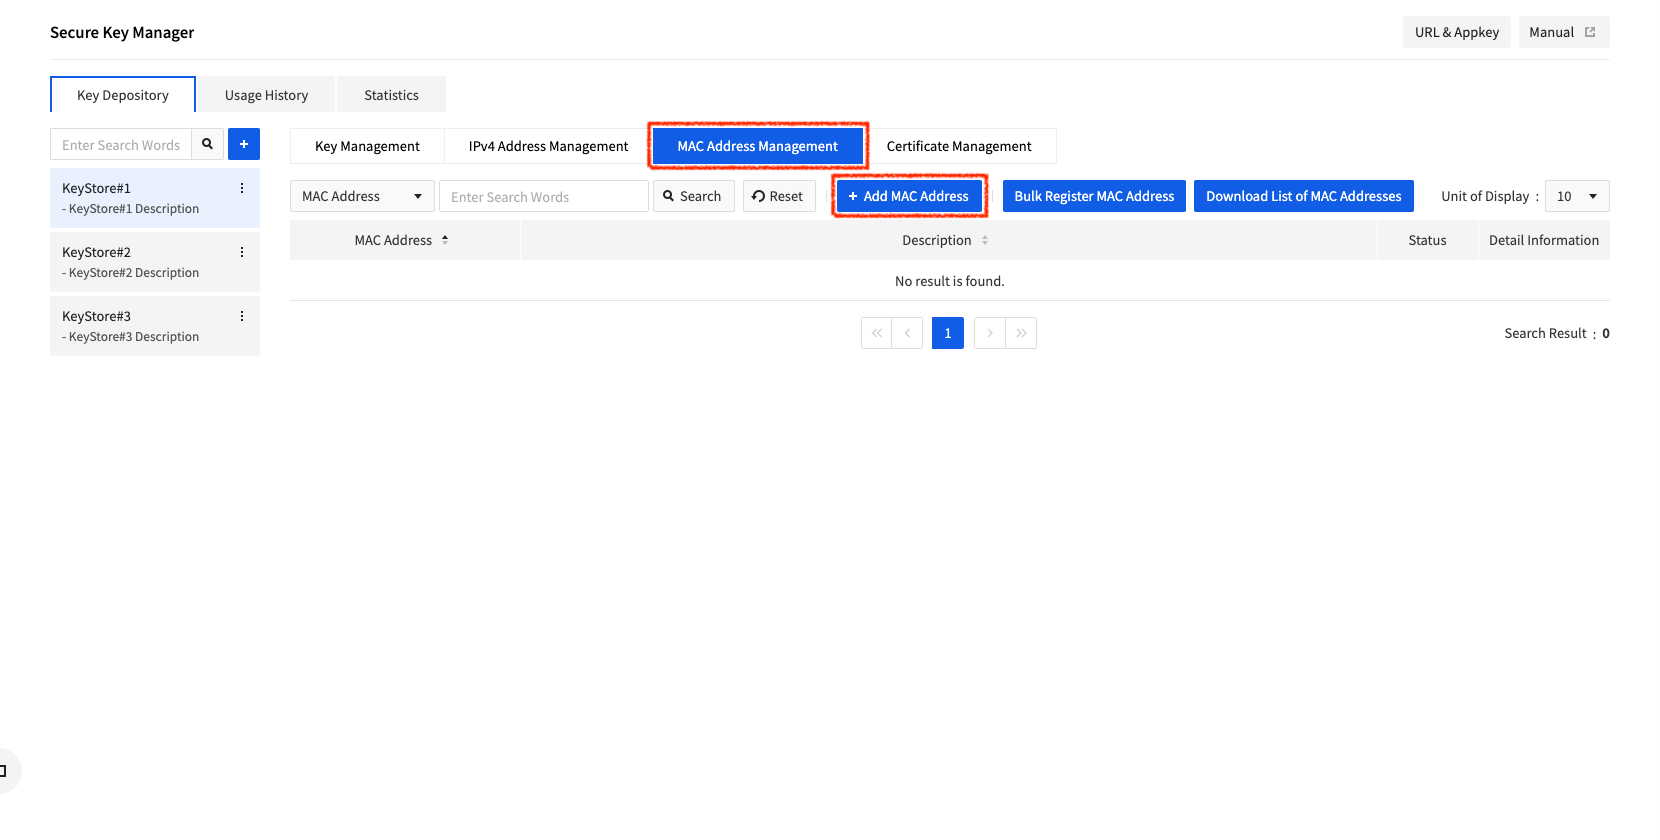 Secure Key Manager
URL & Appkey
Manual
Key Depository
Usage History
Statistics
Enter Search Words
+
Key Management
IPv4 Address Management
MAC Address Management
Certificate Management
KeyStore#1
- KeyStore#1 Description
KeyStore#2
- KeyStore#2 Description
KeyStore#3
- KeyStore#3 Description
MAC Address
Enter Search Words
Search
Reset
+ Add MAC Address
Bulk Register MAC Address
Download List of MAC Addresses
Unit of Display : 10
MAC Address
Description
Status
Detail Information
No result is found.
1
Search Result : 0